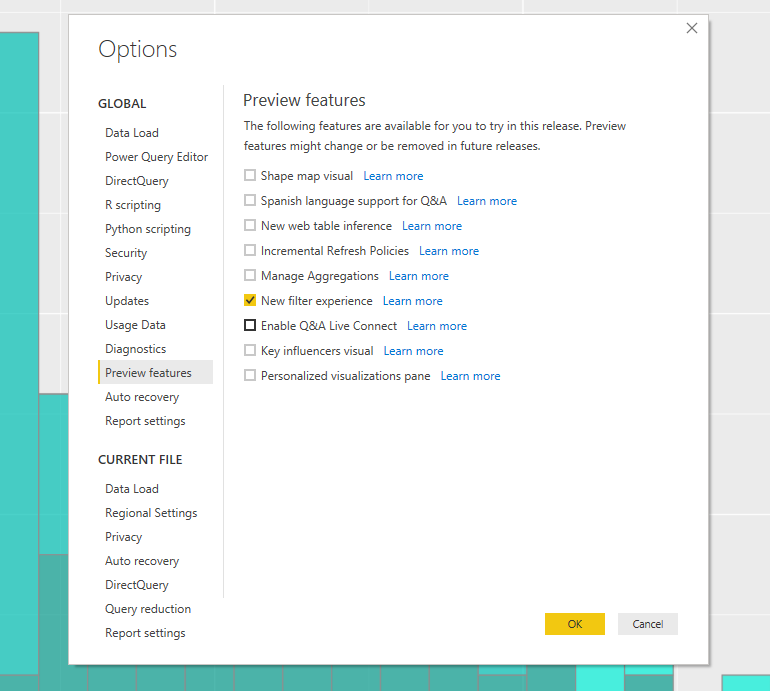 Options
GLOBAL
Data Load
Power Query Editor
DirectQuery
R scripting
Python scripting
Security
Privacy
Updates
Usage Data
Diagnostics
Preview features
Auto recovery
Report settings
CURRENT FILE
Data Load
Regional Settings
Privacy
Auto recovery
DirectQuery
Query reduction
Report settings
Preview features
The following features are available for you to try in this release. Preview
features might change or be removed in future releases.
Shape map visual Learn more
Spanish language support for Q&A Learn more
New web table inference Learn more
Incremental Refresh Policies Learn more
Manage Aggregations Learn more
New filter experience Learn more
Enable Q&A Live Connect Learn more
Key influencers visual Learn more
Personalized visualizations pane Learn more
OK Cancel